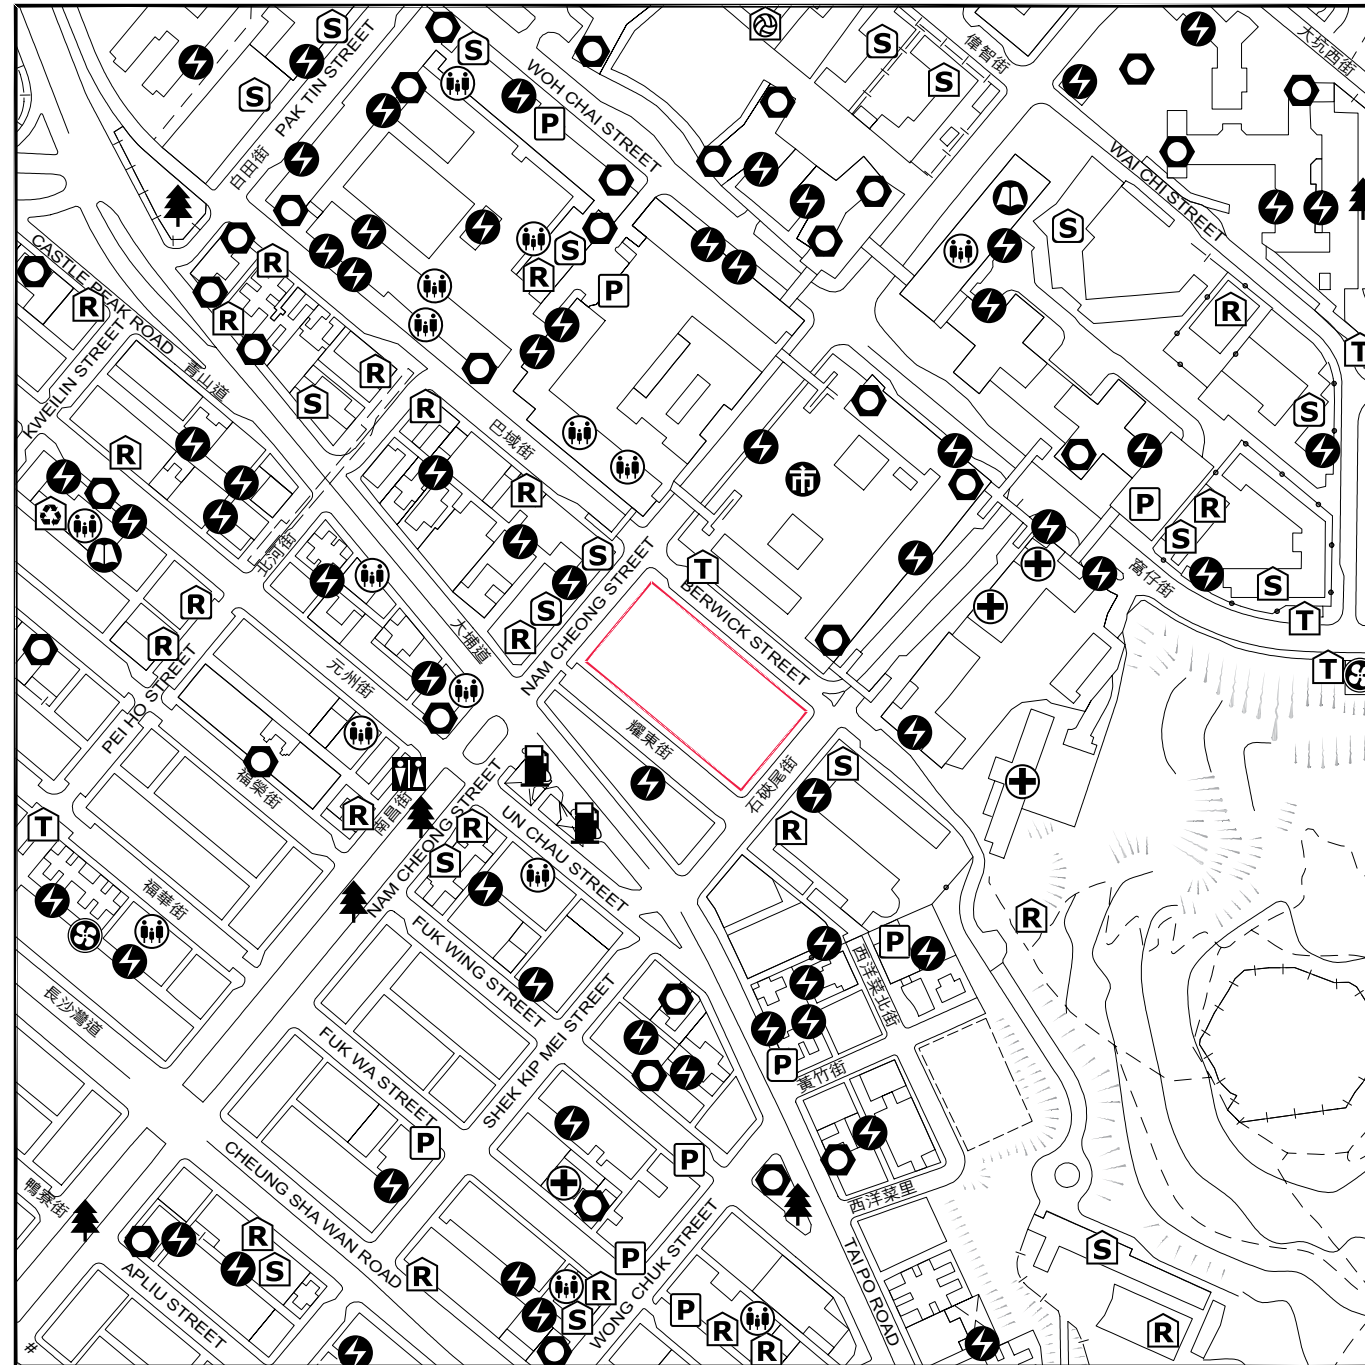 S
S
PAK TIN STREET
白田街
S
S
WOH CHAI STREET
P
S
S
偉智街
大坑西街
WAI CHI STREET
S
CASTLE PEAK ROAD
青山道
R
R
R
R
S
P
KWEILIN STREET
R
S
R
R
巴域街
R
R
S
S
P
R
S
S
T
窩仔街
T
T
北河街
R
R
S
S
R
T
大埔道
NAM CHEONG STREET
BERWICK STREET
元州街
PEI HO STREET
福榮街
耀東街
石硤尾街
S
R
T
R
南昌街
NAM CHEONG STREET
R
S
UN CHAU STREET
福華街
FUK WING STREET
R
P
西洋菜北街
長沙灣道
FUK WA STREET
SHEK KIP MEI STREET
P
黃竹街
P
P
西洋菜里
CHEUNG SHA WAN ROAD
鴨寮街
R
S
R
P
S
APLIU STREET
R
S
WONG CHUK STREET
P
R
R
TAI PO ROAD
R